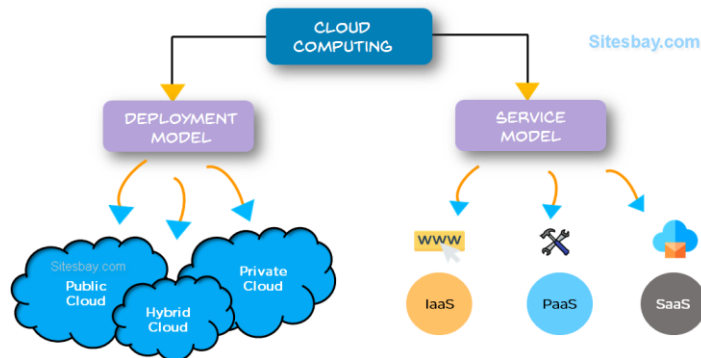 CLOUD
COMPUTING
Sitesbay.com
DEPLOYMENT
MODEL
SERVICE
MODEL
Sitesbay.com
Public
Cloud
Hybrid
Cloud
Private
Cloud
www
IaaS
PaaS
SaaS